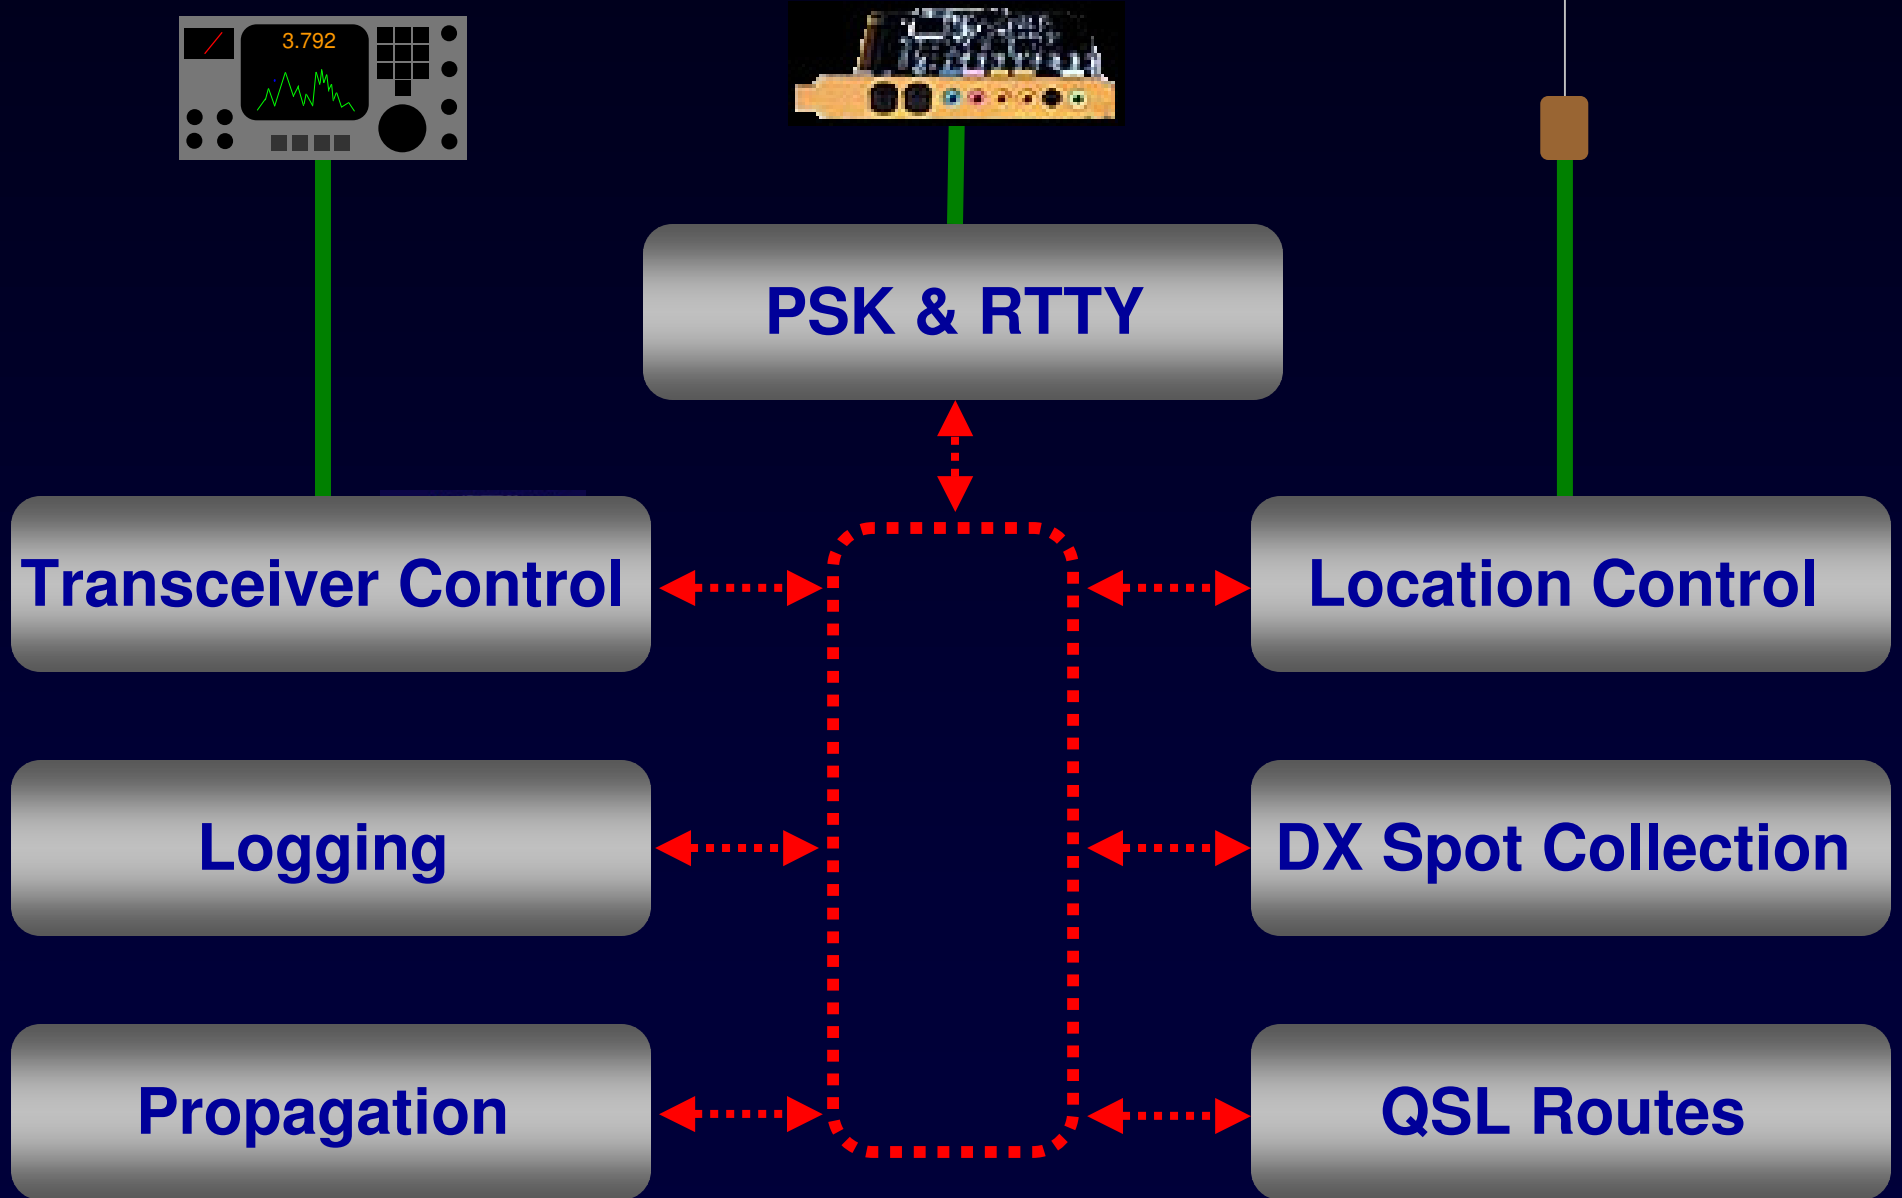 3.792
PSK & RTTY
Transceiver Control
Location Control
Logging
DX Spot Collection
Propagation
QSL Routes